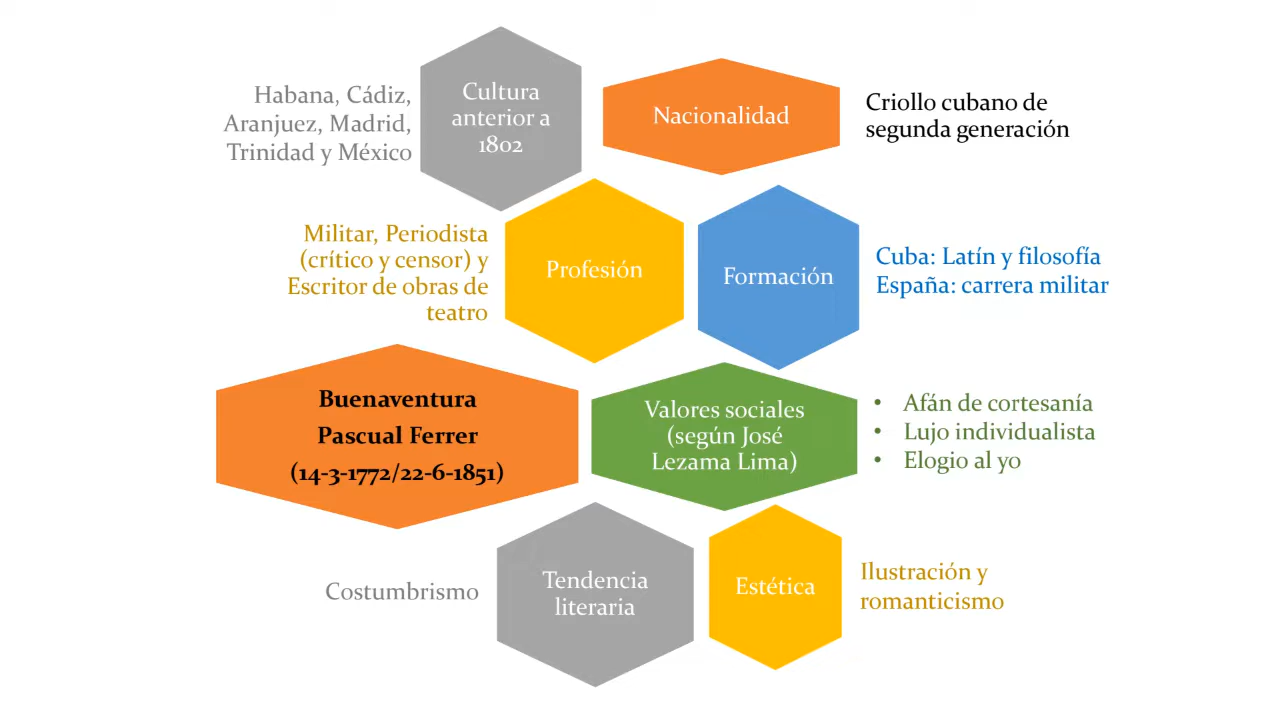 Habana, Cádiz,
Aranjuez, Madrid,
Trinidad y México
Cultura
anterior a
1802
Nacionalidad
Criollo cubano de
segunda generación
Militar, Periodista
(crítico y censor) y
Escritor de obras de
teatro
Profesión
Formación
Cuba: Latín y filosofía
España: carrera militar
Buenaventura
Pascual Ferrer
(14-3-1772/22-6-1851)
Valores sociales
(según José
Lezama Lima)
• Afán de cortesanía
• Lujo individualista
• Elogio al yo
Costumbrismo
Tendencia
literaria
Estética
Ilustración y
romanticismo